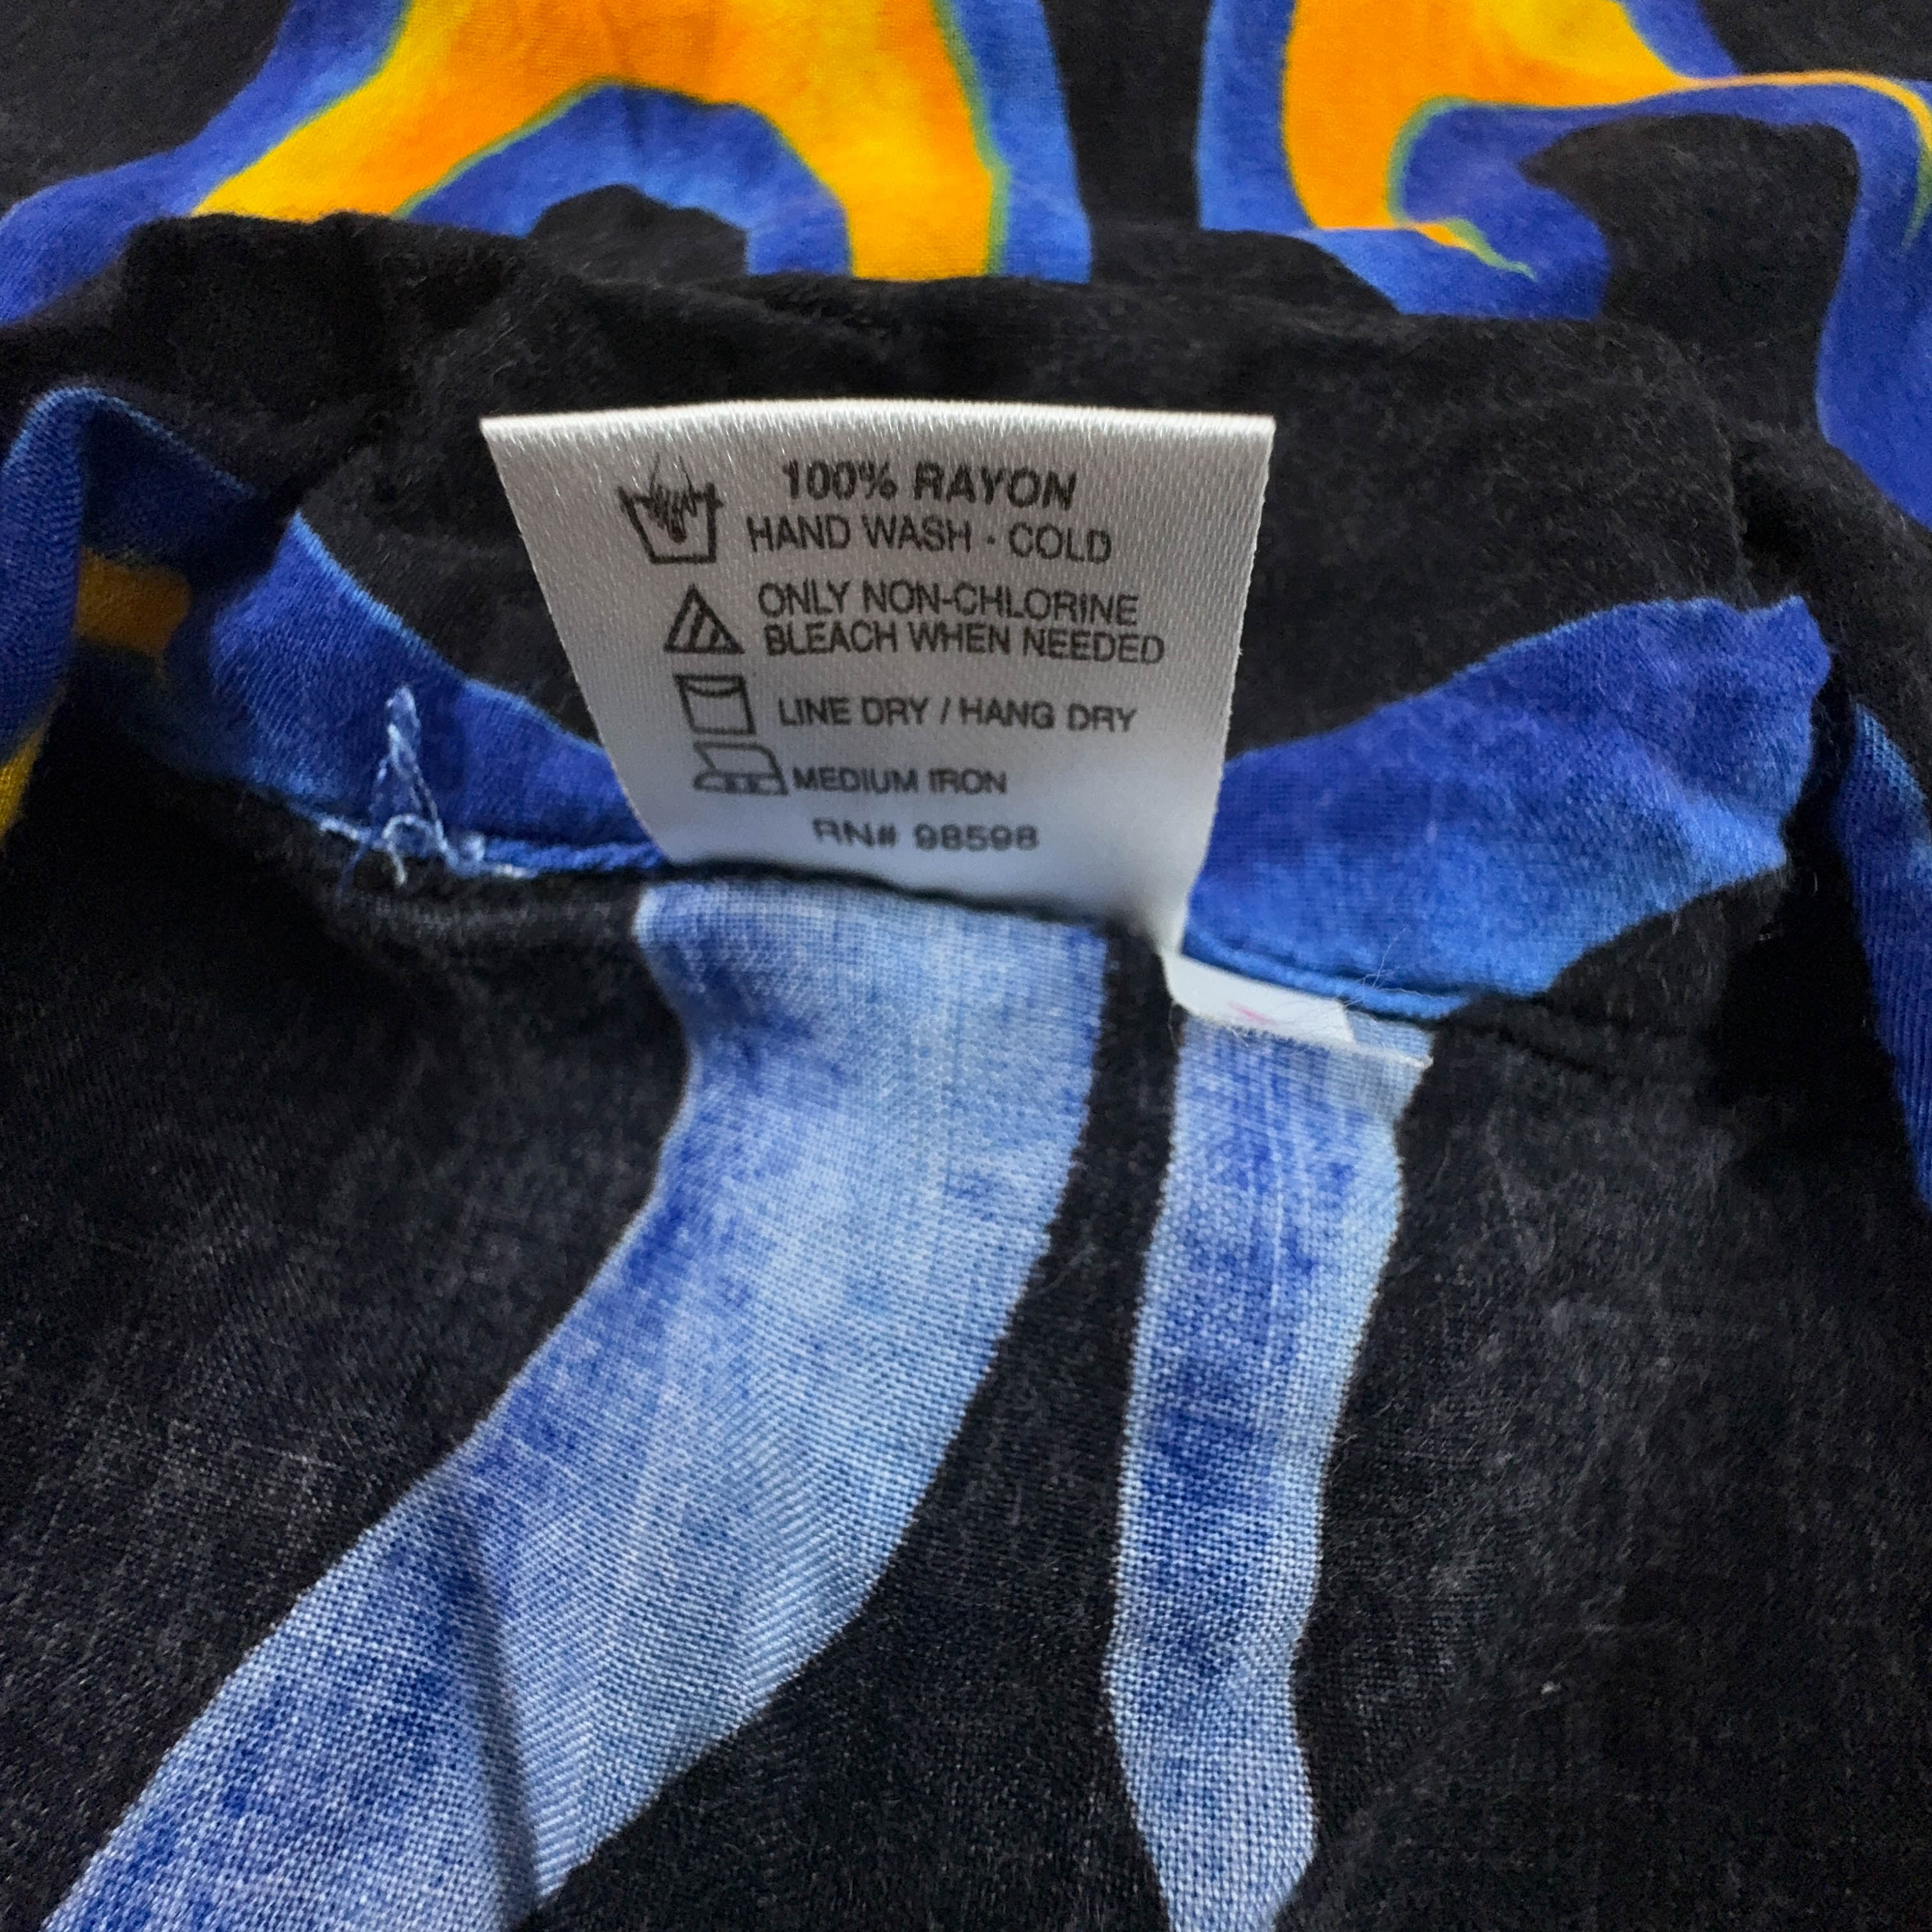 100% RAYON
HAND WASH · COLD
ONLY NON-CHLORINE
BLEACH WHEN NEEDED
LINE DRY / HANG DRY
MEDIUM IRON
RN# 98598